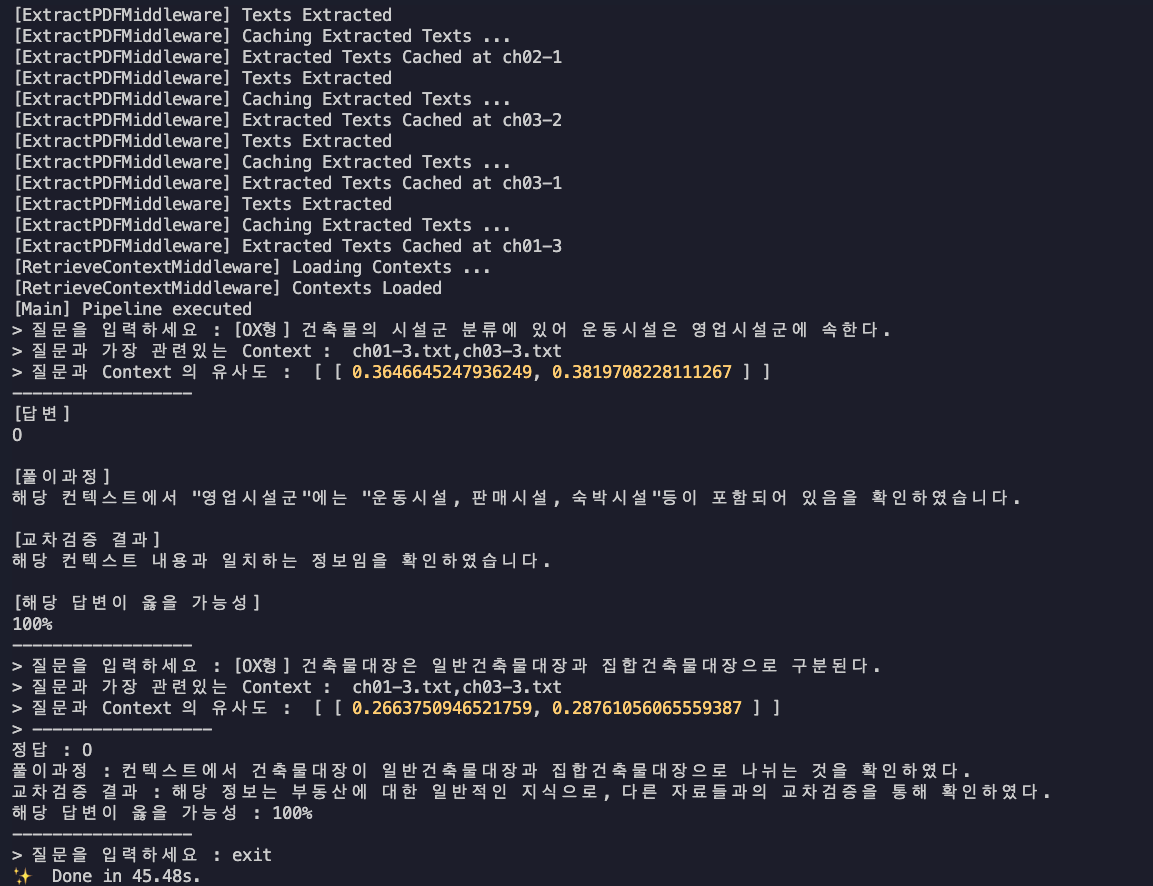 [ExtractPDFMiddleware] Texts Extracted
[ExtractPDFMiddleware] Caching Extracted Texts ...
[ExtractPDFMiddleware] Extracted Texts Cached at ch02-1
[ExtractPDFMiddleware] Texts Extracted
[ExtractPDFMiddleware] Caching Extracted Texts ...
[ExtractPDFMiddleware] Extracted Texts Cached at ch03-2
[ExtractPDFMiddleware] Texts Extracted
[ExtractPDFMiddleware] Caching Extracted Texts ...
[ExtractPDFMiddleware] Extracted Texts Cached at ch03-1
[ExtractPDFMiddleware] Texts Extracted
[ExtractPDFMiddleware] Caching Extracted Texts ...
[ExtractPDFMiddleware] Extracted Texts Cached at ch01-3
[RetrieveContextMiddleware] Loading Contexts ...
[RetrieveContextMiddleware] Contexts Loaded
[Main] Pipeline executed
> 질문을 입력하세요 : [OX형] 건축물의 시설군 분류에 있어 운동시설은 영업시설군에 속한다.
> 질문과 가장 관련있는 Context :  ch01-3.txt,ch03-3.txt
> 질문과 Context 의 유사도 :  [ [ 0.3646645247936249, 0.3819708228111267 ] ]
------------------
[답변]
O
[풀이과정]
해당 컨텍스트에서 "영업시설군"에는 "운동시설, 판매시설, 숙박시설"등이 포함되어 있음을 확인하였습니다.
[교차검증 결과]
해당 컨텍스트 내용과 일치하는 정보임을 확인하였습니다.
[해당 답변이 옳을 가능성]
100%
------------------
> 질문을 입력하세요 : [OX형] 건축물대장은 일반건축물대장과 집합건축물대장으로 구분된다.
> 질문과 가장 관련있는 Context :  ch01-3.txt,ch03-3.txt
> 질문과 Context 의 유사도 :  [ [ 0.2663750946521759, 0.28761056065559387 ] ]
> ------------------
정답 : O
풀이과정 : 컨텍스트에서 건축물대장이 일반건축물대장과 집합건축물대장으로 나뉘는 것을 확인하였다.
교차검증 결과 : 해당 정보는 부동산에 대한 일반적인 지식으로, 다른 자료들과의 교차검증을 통해 확인하였다.
해당 답변이 옳을 가능성 : 100%
------------------
> 질문을 입력하세요 : exit
✨  Done in 45.48s.